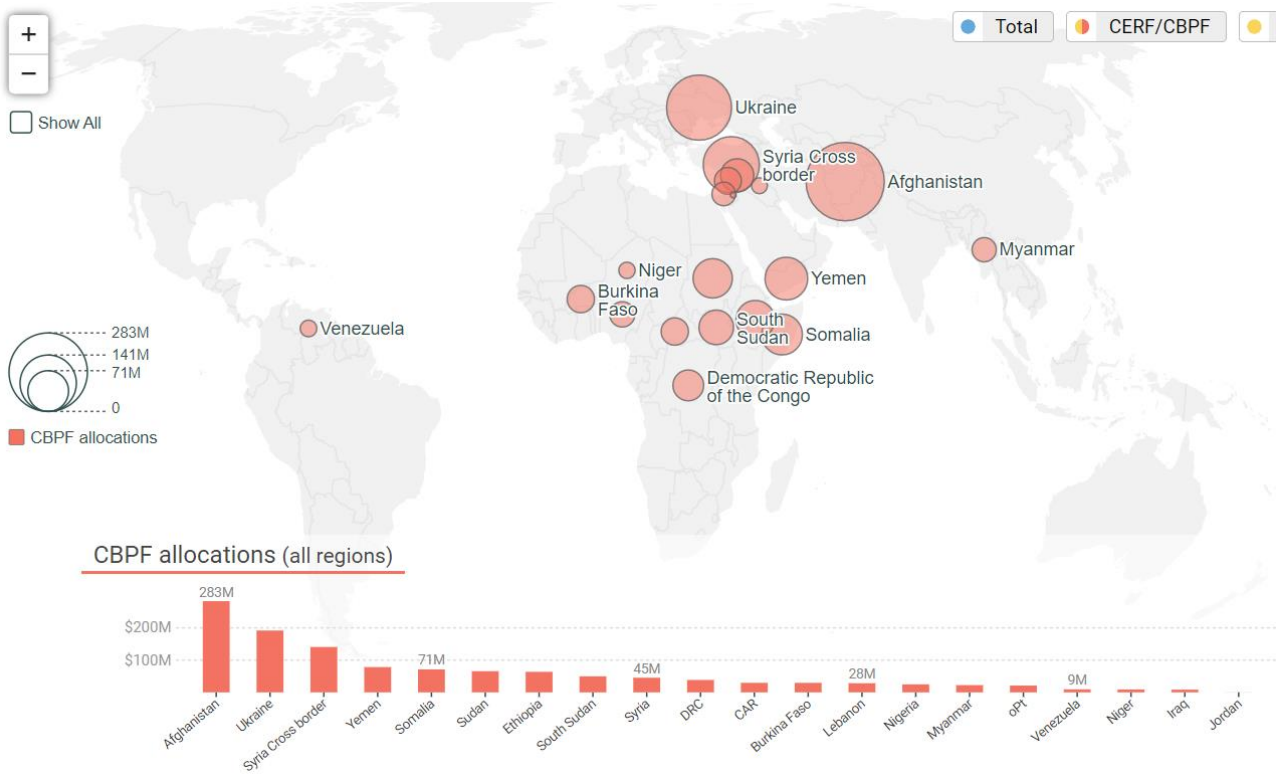 +
Total
CERF/CBPF
−
Show All
Ukraine
Syria Cross
border
Afghanistan
Myanmar
Niger
Burkina
Faso
Yemen
South
Sudan
Somalia
Venezuela
Democratic Republic
of the Congo
283M
141M
71M
0
CBPF allocations
CBPF allocations (all regions)
283M
$200M
$100M
71M
45M
28M
9M
Afghanistan
Ukraine
Syria Cross border
Yemen
Somalia
Sudan
Ethiopia
South Sudan
Syria
DRC
CAR
Burkina Faso
Lebanon
Nigeria
Myanmar
oPt
Venezuela
Niger
Iraq
Jordan